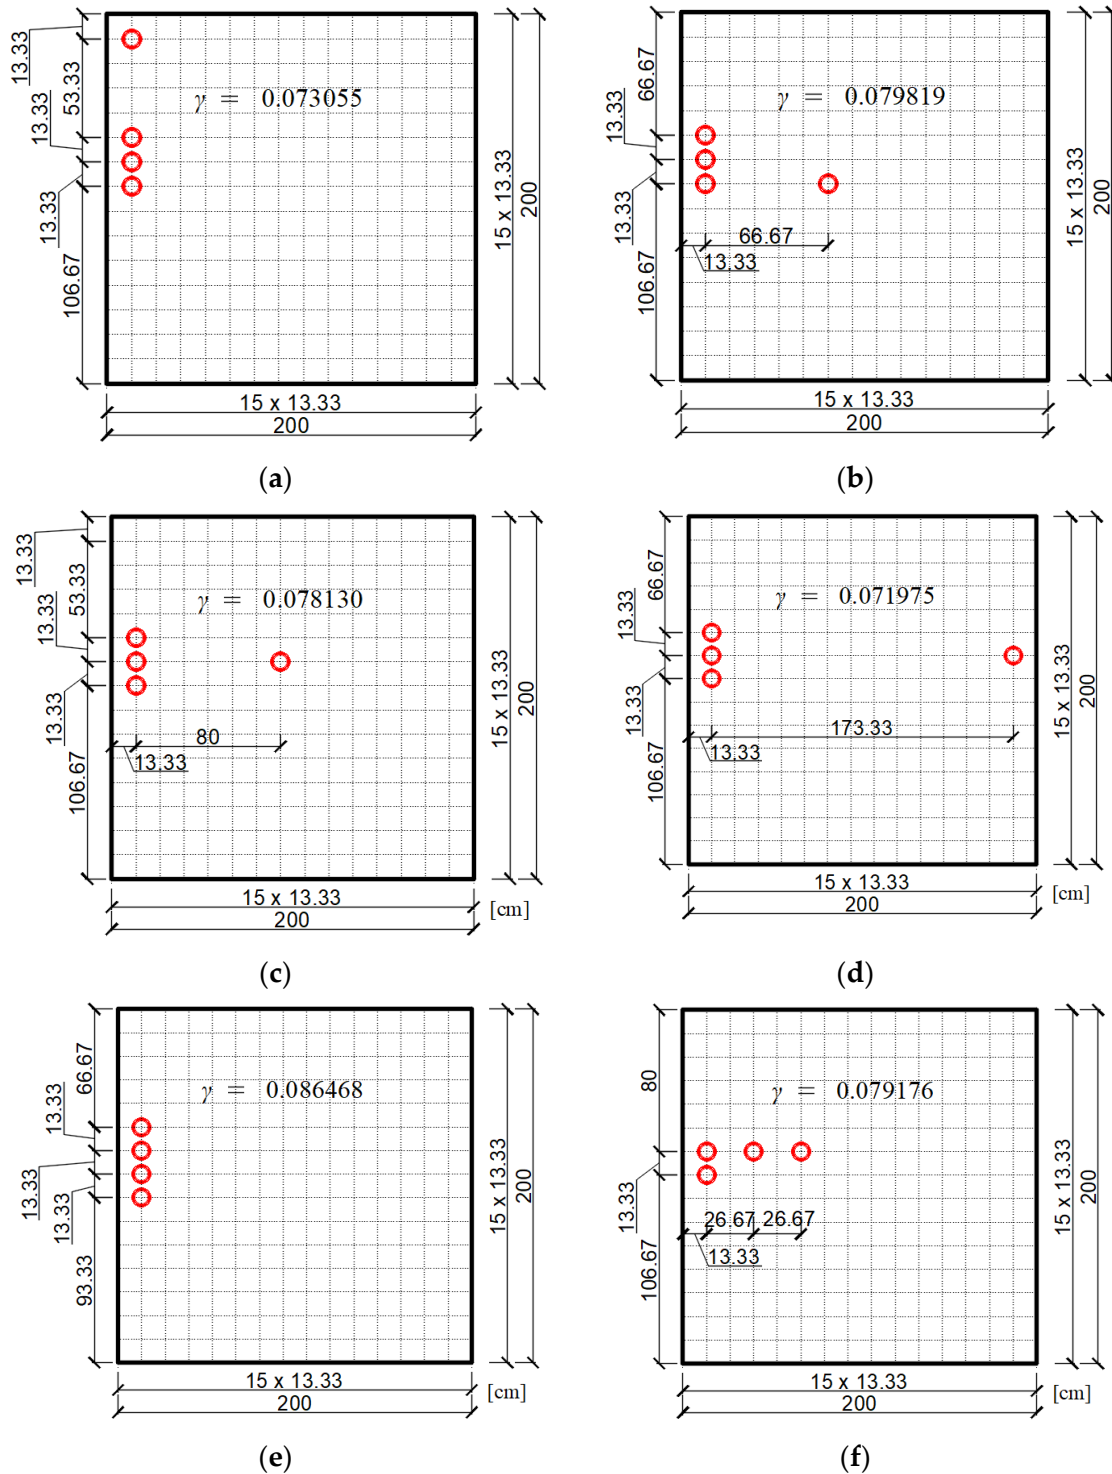 13.33
53.33
13.33
13.33
106.67
γ = 0.073055
15 x 13.33
200
15 x 13.33
200
(a)
66.67
13.33
13.33
106.67
γ = 0.079819
66.67
13.33
15 x 13.33
200
15 x 13.33
200
(b)
13.33
53.33
13.33
13.33
106.67
γ = 0.078130
80
13.33
15 x 13.33
200
15 x 13.33
200
[cm]
(c)
66.67
13.33
13.33
106.67
γ = 0.071975
173.33
13.33
15 x 13.33
200
15 x 13.33
200
[cm]
(d)
66.67
13.33
13.33
13.33
93.33
γ = 0.086468
15 x 13.33
200
15 x 13.33
200
[cm]
(e)
80
13.33
106.67
γ = 0.079176
26.67 26.67
13.33
15 x 13.33
200
15 x 13.33
200
[cm]
(f)